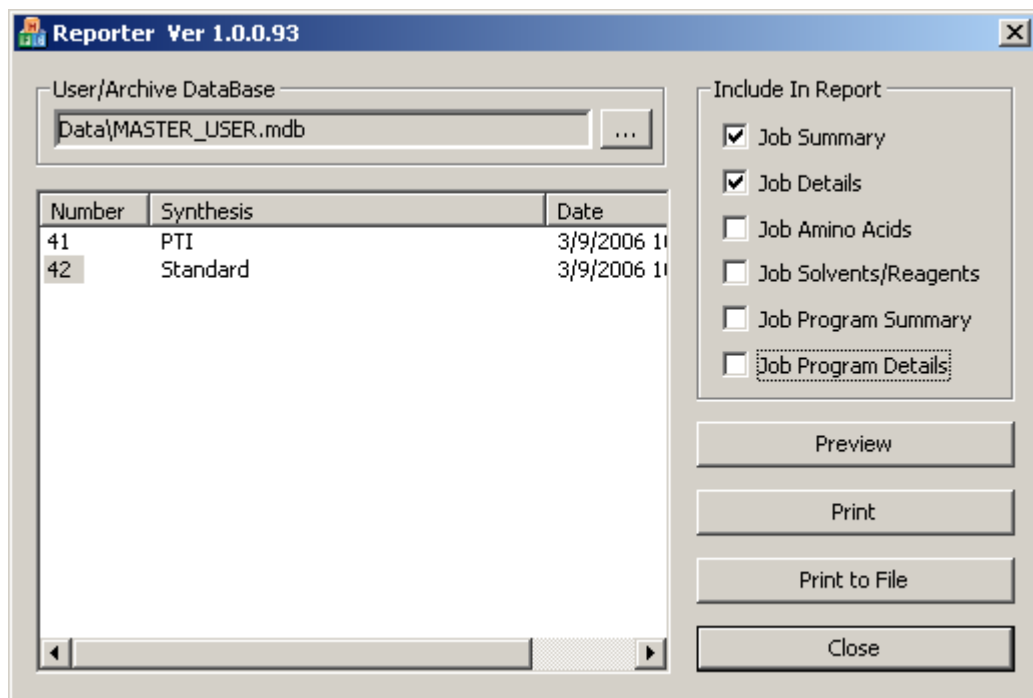 Reporter Ver 1.0.0.93
User/Archive DataBase
Data\MASTER_USER.mdb
...
Number Synthesis Date
41 PTI 3/9/2006 1
42 Standard 3/9/2006 1
Include In Report
Job Summary
Job Details
Job Amino Acids
Job Solvents/Reagents
Job Program Summary
Job Program Details
Preview
Print
Print to File
Close